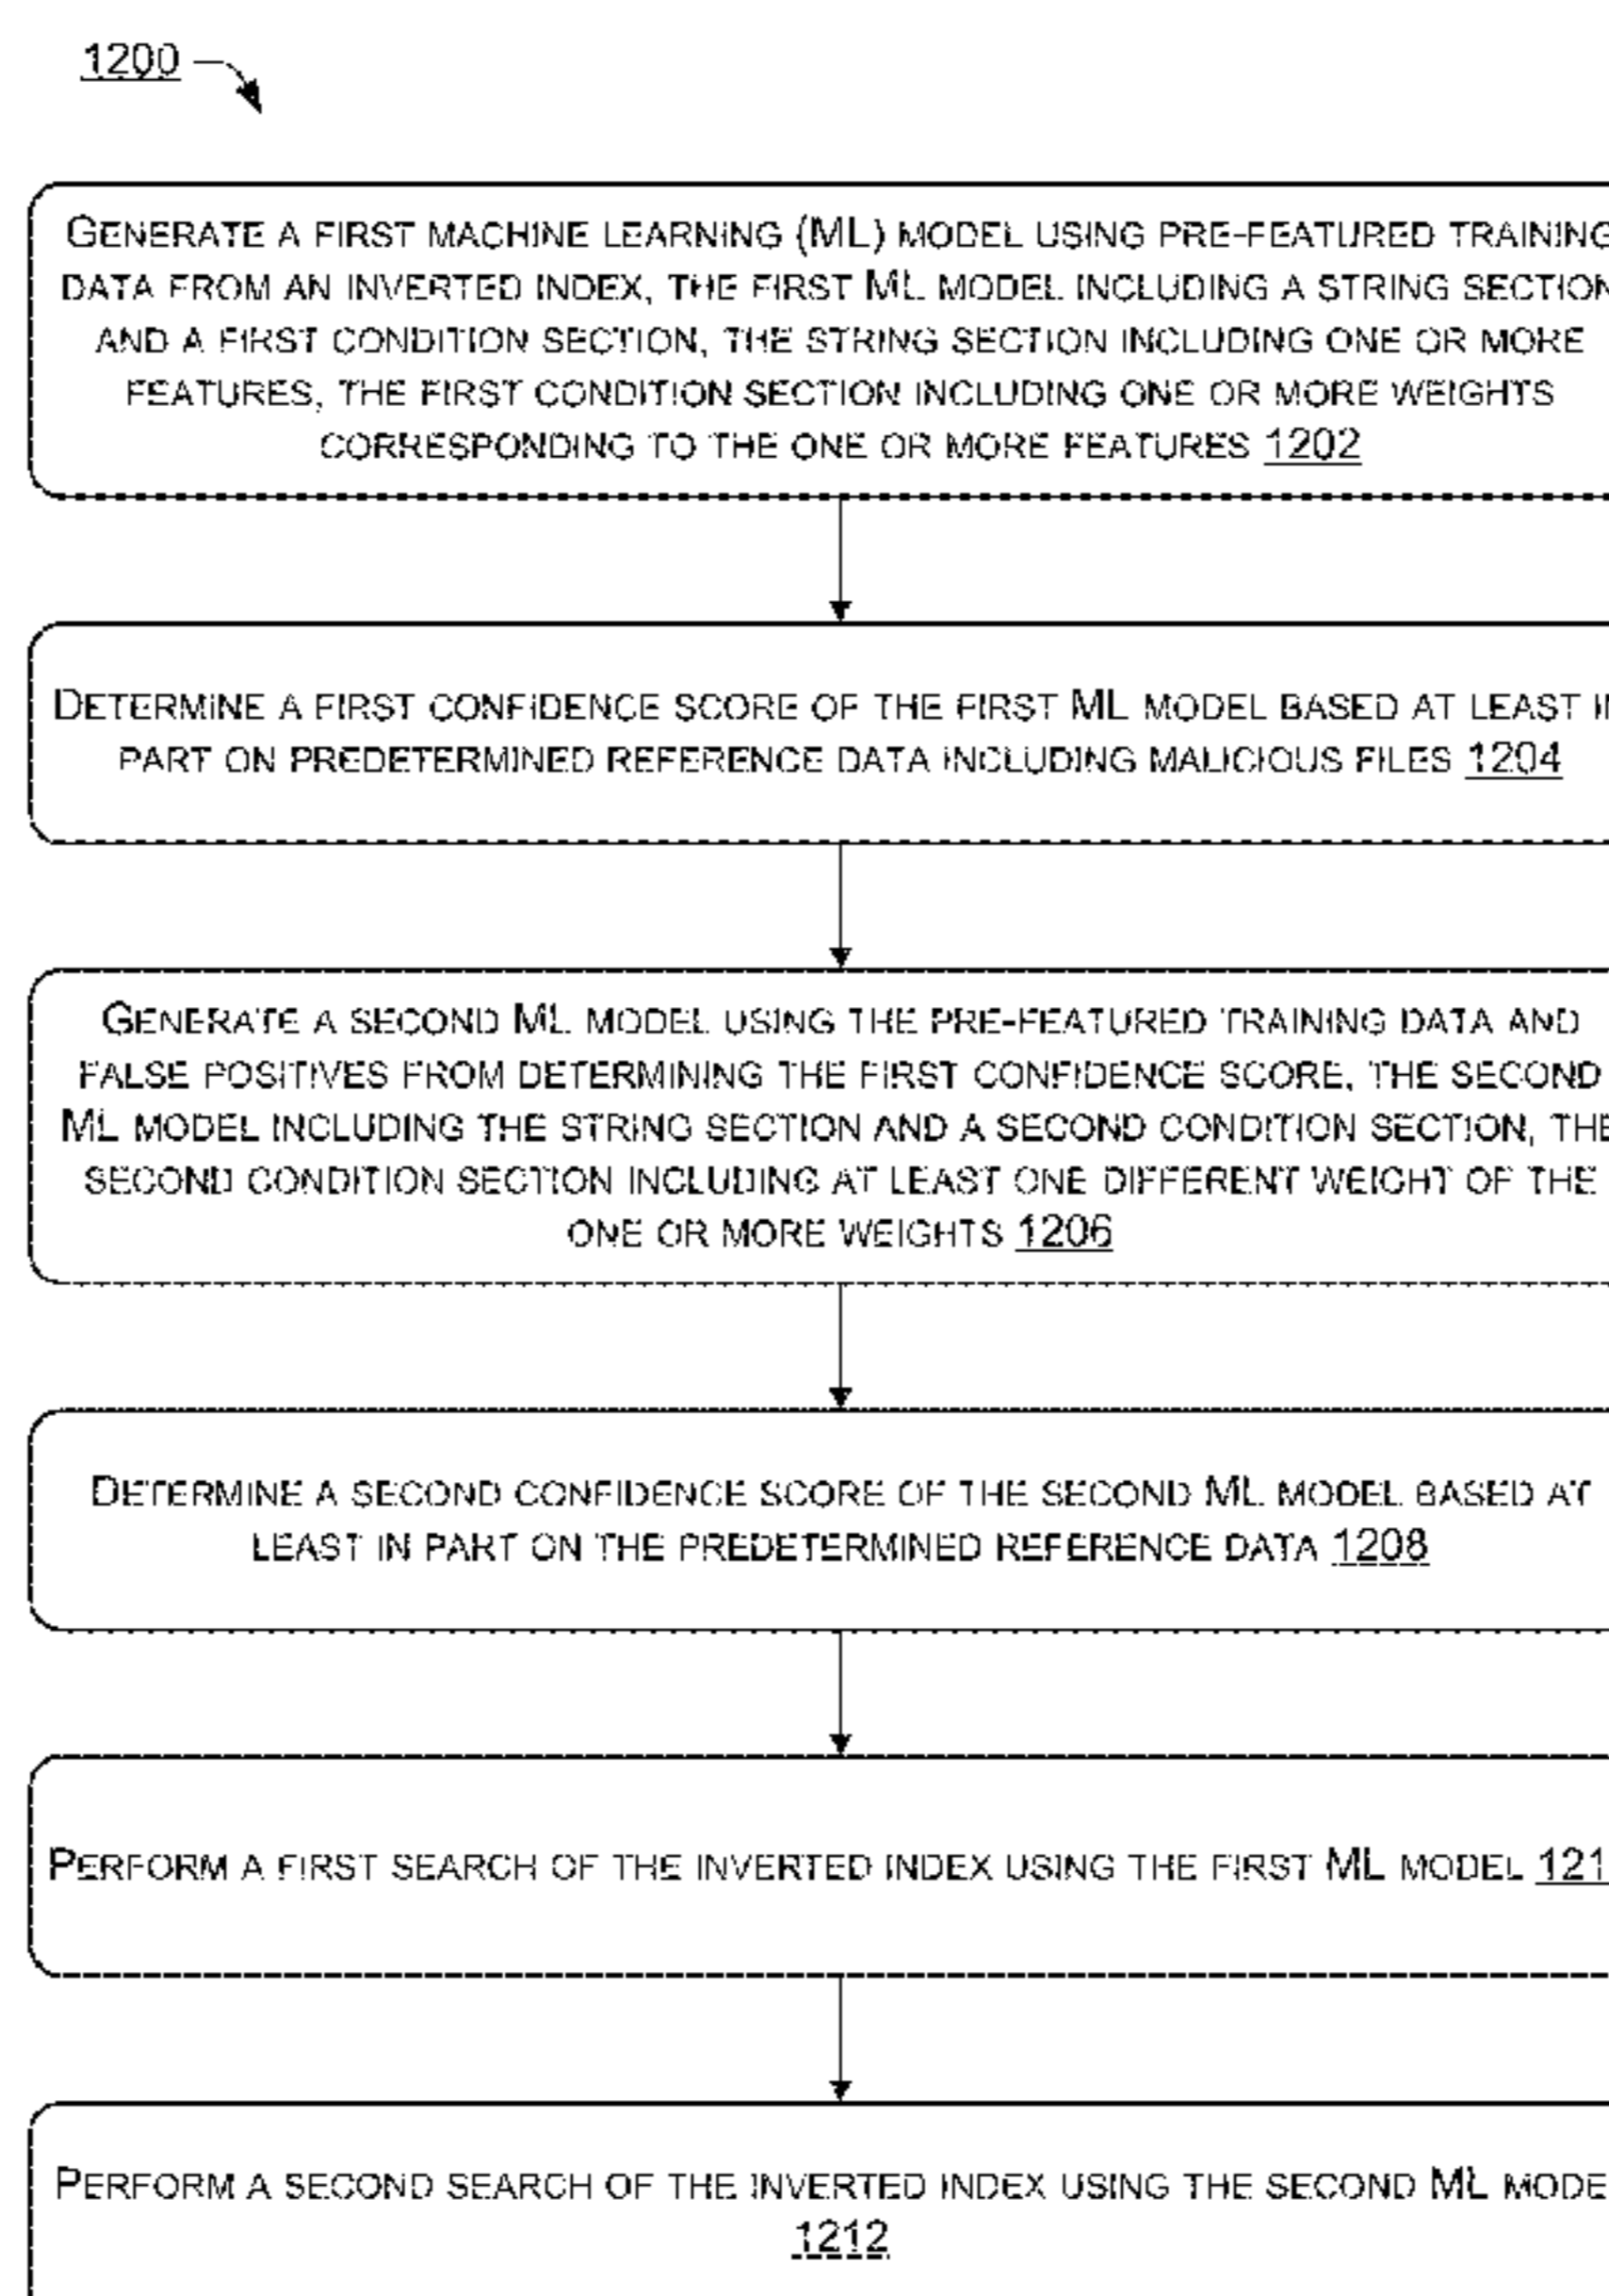 1200
GENERATE A FIRST MACHINE LEARNING (ML) MODEL USING PRE-FEATURED TRAINING
DATA FROM AN INVERTED INDEX, THE FIRST ML MODEL INCLUDING A STRING SECTION
AND A FIRST CONDITION SECTION, THE STRING SECTION INCLUDING ONE OR MORE
FEATURES, THE FIRST CONDITION SECTION INCLUDING ONE OR MORE WEIGHTS
CORRESPONDING TO THE ONE OR MORE FEATURES 1202
DETERMINE A FIRST CONFIDENCE SCORE OF THE FIRST ML MODEL BASED AT LEAST IN
PART ON PREDETERMINED REFERENCE DATA INCLUDING MALICIOUS FILES 1204
GENERATE A SECOND ML MODEL USING THE PRE-FEATURED TRAINING DATA AND
FALSE POSITIVES FROM DETERMINING THE FIRST CONFIDENCE SCORE, THE SECOND
ML MODEL INCLUDING THE STRING SECTION AND A SECOND CONDITION SECTION, THE
SECOND CONDITION SECTION INCLUDING AT LEAST ONE DIFFERENT WEIGHT OF THE
ONE OR MORE WEIGHTS 1206
DETERMINE A SECOND CONFIDENCE SCORE OF THE SECOND ML MODEL BASED AT
LEAST IN PART ON THE PREDETERMINED REFERENCE DATA 1208
PERFORM A FIRST SEARCH OF THE INVERTED INDEX USING THE FIRST ML MODEL 121
PERFORM A SECOND SEARCH OF THE INVERTED INDEX USING THE SECOND ML MODE
1212